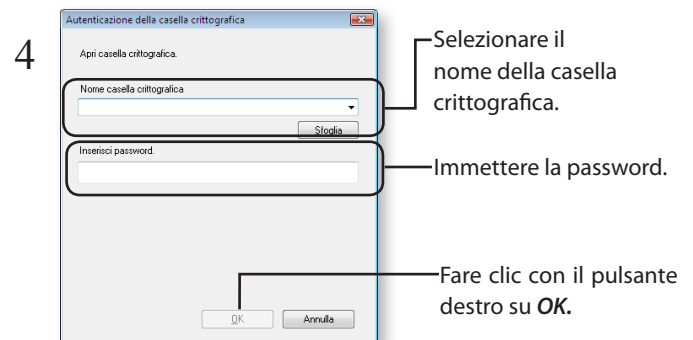 4
Autenticazione della casella crittografica
Apri casella crittografica.
Nome casella crittografica
Sfoglia
Inserisci password.
OK
Annulla
Selezionare il
nome della casella
crittografica.
Immettere la password.
Fare clic con il pulsante
destro su OK.